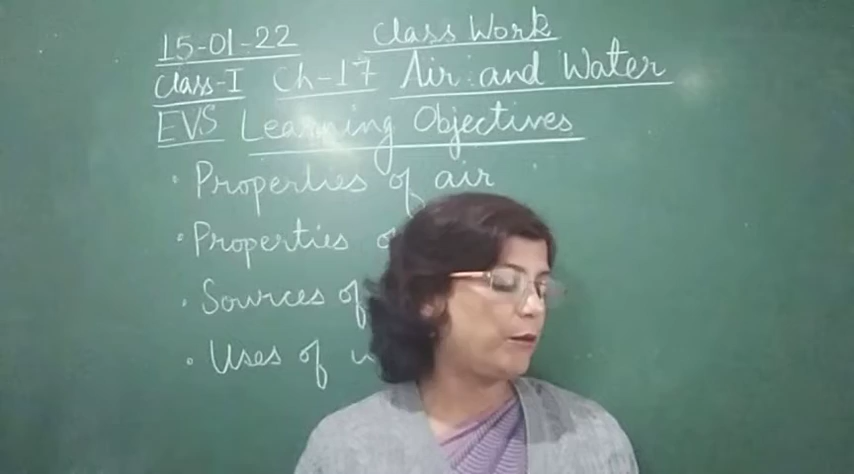 15-01-22 Class Work
Class-I Ch-17 Air and Water
EVS Learning Objectives
· Properties of air
· Properties
· Sources of
· Uses of